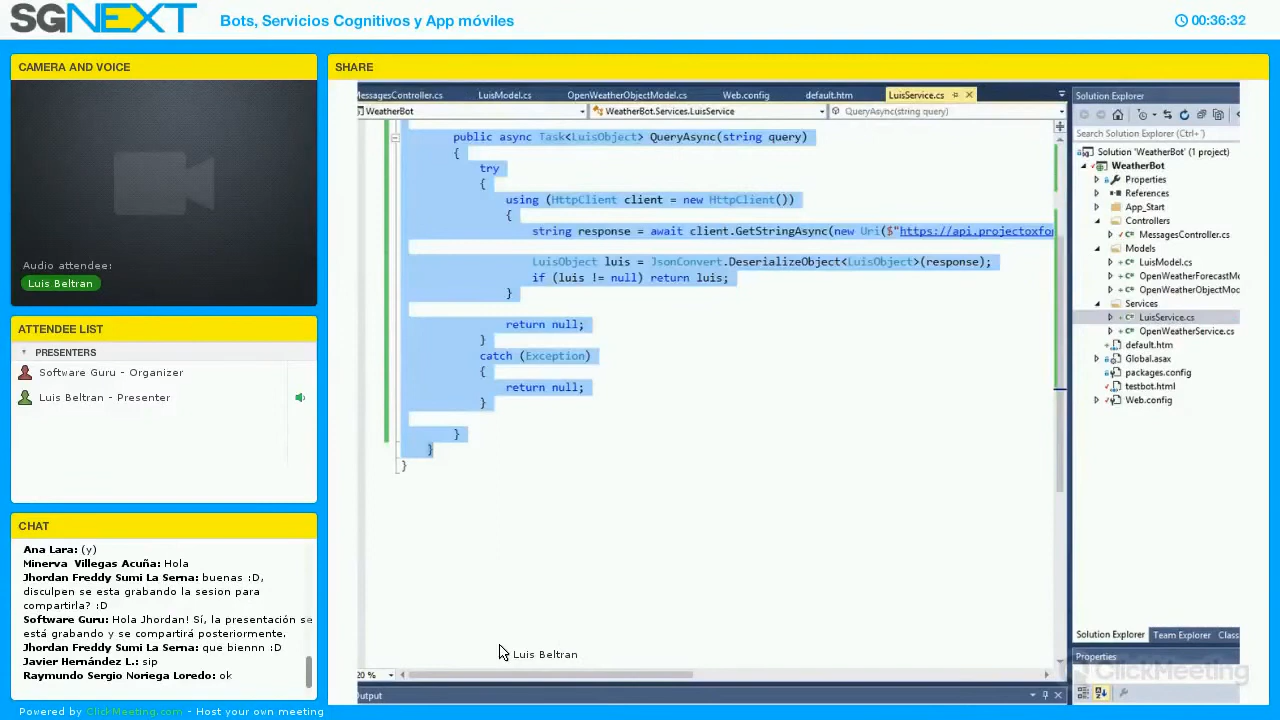 SGNEXT
Bots, Servicios Cognitivos y App móviles
00:36:32
CAMERA AND VOICE
Audio attendee:
Luis Beltran
ATTENDEE LIST
PRESENTERS
Software Guru - Organizer
Luis Beltran - Presenter
CHAT
Ana Lara: (y)
Minerva Villegas Acuña: Hola
Jhordan Freddy Sumi La Serna: buenas :D,
disculpen se esta grabando la sesion para
compartirla? :D
Software Guru: Hola Jhordan! Sí, la presentación se
está grabando y se compartirá posteriormente.
Jhordan Freddy Sumi La Serna: que biennn :D
Javier Hernández L.: sip
Raymundo Sergio Noriega Loredo: ok
Powered by ClickMeeting.com - Host your own meeting
SHARE
MessagesController.cs LuisModel.cs OpenWeatherObjectModel.cs Web.config default.htm LuisService.cs
WeatherBot WeatherBot.Services.LuisService QueryAsync(string query)
public async Task<LuisObject> QueryAsync(string query)
{
try
{
using (HttpClient client = new HttpClient())
{
string response = await client.GetStringAsync(new Uri($"https://api.projectoxfo
LuisObject luis = JsonConvert.DeserializeObject<LuisObject>(response);
if (luis != null) return luis;
}
return null;
}
catch (Exception)
{
return null;
}
}
}
}
Luis Beltran
20 %
Output
Solution Explorer
Search Solution Explorer (Ctrl+
Solution 'WeatherBot' (1 project)
WeatherBot
Properties
References
App_Start
Controllers
MessagesController.cs
Models
LuisModel.cs
OpenWeatherForecastMo
OpenWeatherObjectMoc
Services
LuisService.cs
OpenWeatherService.cs
default.htm
Global.asax
packages.config
testbot.html
Web.config
Solution Explorer Team Explorer Class
Properties
ClickMeeting